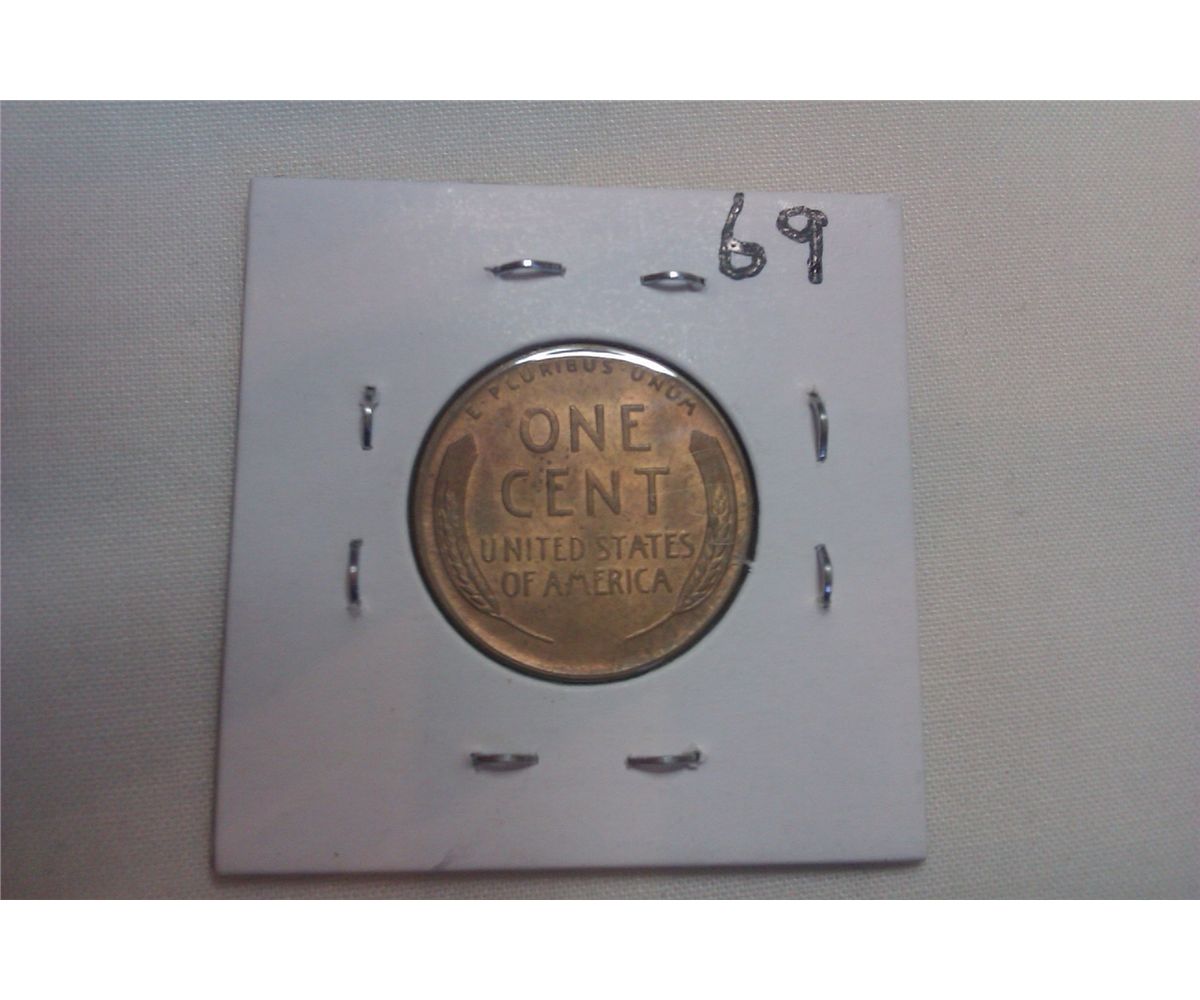 69
E PLURIBUS UNUM
ONE
CENT
UNITED STATES
OF AMERICA